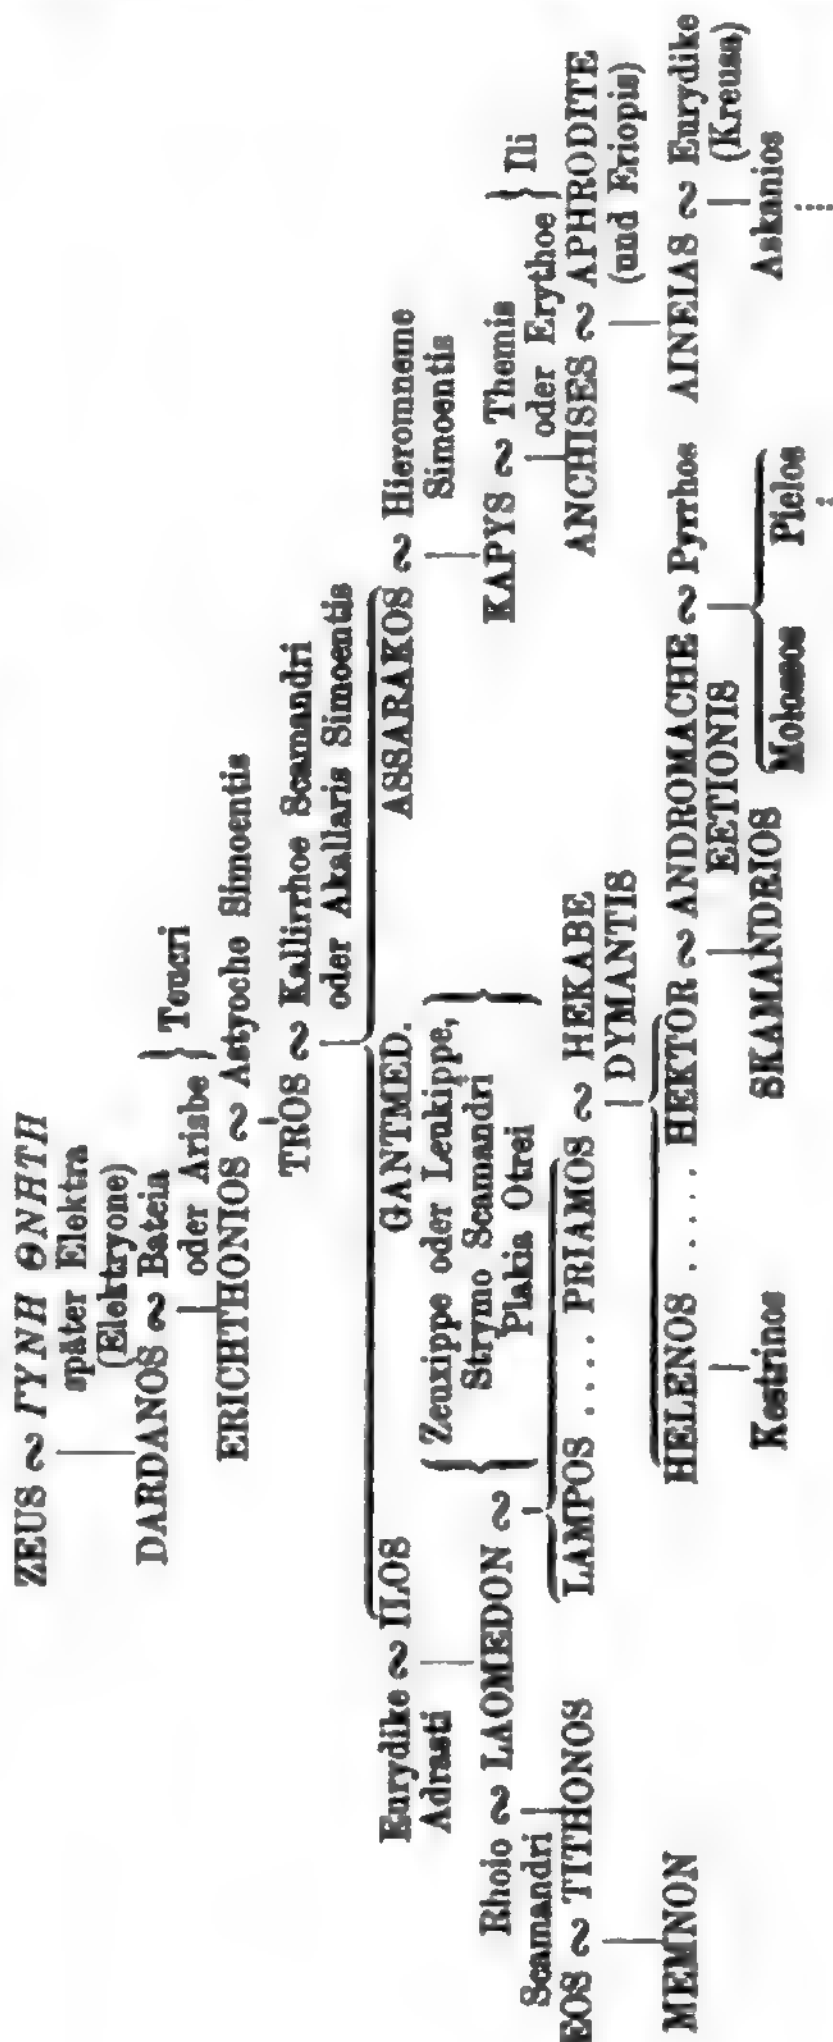 ZEUS ~ ΓΥΝΗ ΘΝΗΤΗ
später Elektra
(Elektryone)
DARDANOS ~ Batein
oder Arisbe } Teucri
ERICHTHONIOS ~ Astyoche Simoentis
TROS ~ Kallirrhoe Scamandri
oder Akallaris Simoentis
Eurydike ~ ILOS GANTMED. ASSARAKOS ~ Hieromneme
Adrasti Simoentis
Zeuxippe oder Leukippe,
Strymo Scamandri
Plakia Otrei
Rhoio ~ LAOMEDON ~ KAPYS ~ Themis
Scamandri oder Erythoe } Ili
EOS ~ TITHONOS LAMPOS .... PRIAMOS ~ HEKABE ANCHISES ~ APHRODITE
DYMANTIS (und Eriopis)
MEMNON HELENOS ..... HEKTOR ~ ANDROMACHE ~ Pyrrhos AINEIAS ~ Eurydike
EETIONIS (Kreusa)
Kestrinos SKAMANDRIOS Molossos Pielos Askanios